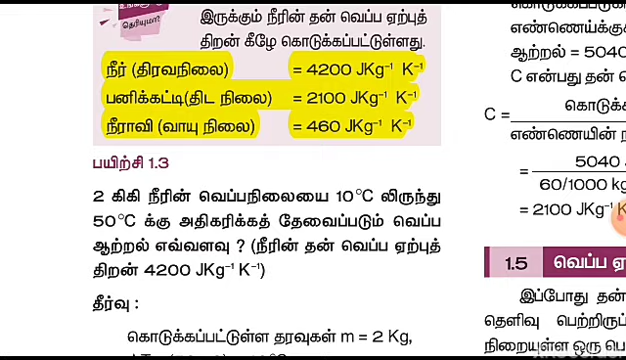 தெரியுமா?
இருக்கும் நீரின் தன் வெப்ப ஏற்புத்
திறன் கீழே கொடுக்கப்பட்டுள்ளது.
நீர் (திரவநிலை) = 4200 JKg⁻¹ K⁻¹
பனிக்கட்டி(திட நிலை) = 2100 JKg⁻¹ K⁻¹
நீராவி (வாயு நிலை) = 460 JKg⁻¹ K⁻¹
பயிற்சி 1.3
2 கிகி நீரின் வெப்பநிலையை 10°C லிருந்து
50°C க்கு அதிகரிக்கத் தேவைப்படும் வெப்ப
ஆற்றல் எவ்வளவு ? (நீரின் தன் வெப்ப ஏற்புத்
திறன் 4200 JKg⁻¹ K⁻¹)
தீர்வு :
கொடுக்கப்பட்டுள்ள தரவுகள் m = 2 Kg,
எண்ணெய்க்கு
ஆற்றல் = 5040
C என்பது தன்
C = கொடுக்
எண்ணெயின்
= 5040
60/1000 kg
= 2100 JKg⁻¹ K
1.5 வெப்ப ஏ
இப்போது தன்
தெளிவு பெற்றிருப்
நிறையுள்ள ஒரு பொ